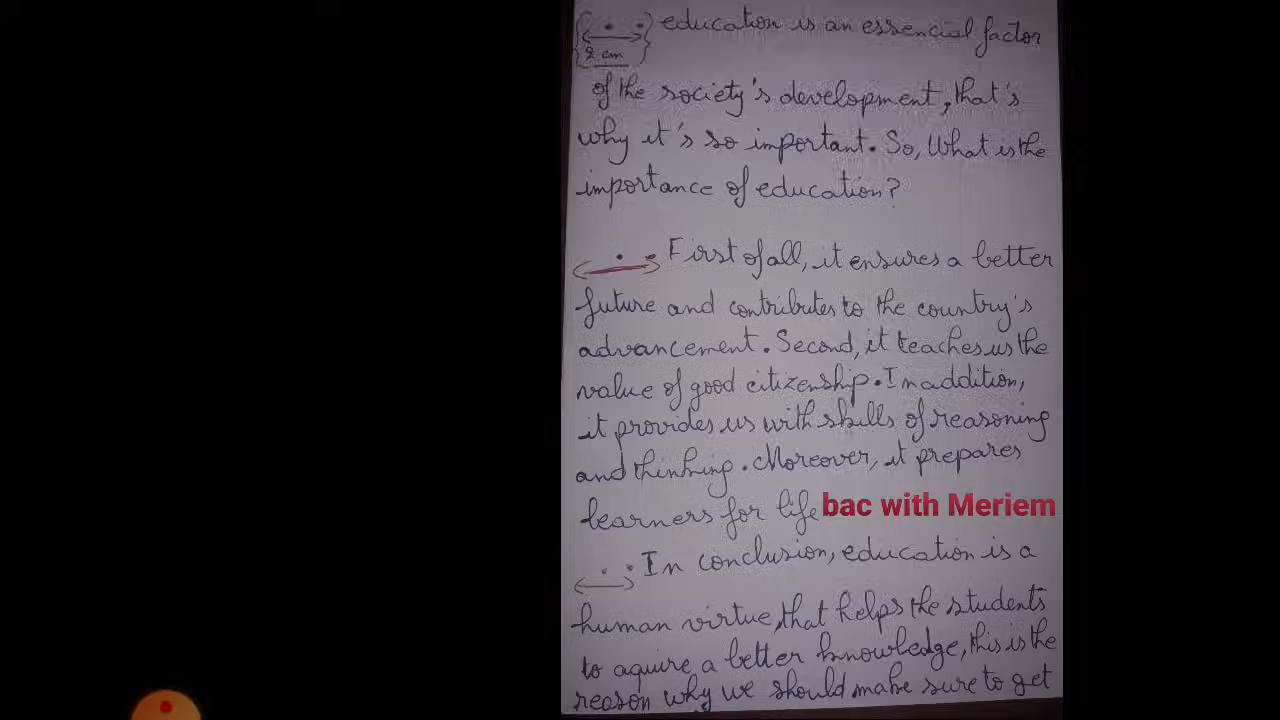 education is an essencial factor
2 cm
of the society's development, that's
why it's so important. So, What is the
importance of education?
First of all, it ensures a better
future and contributes to the country's
advancement. Second, it teaches us the
value of good citizenship. In addition,
it provides us with skills of reasoning
and thinking. Moreover, it prepares
learners for life
bac with Meriem
In conclusion, education is a
human virtue, that helps the students
to aquire a better knowledge, this is the
reason why we should make sure to get